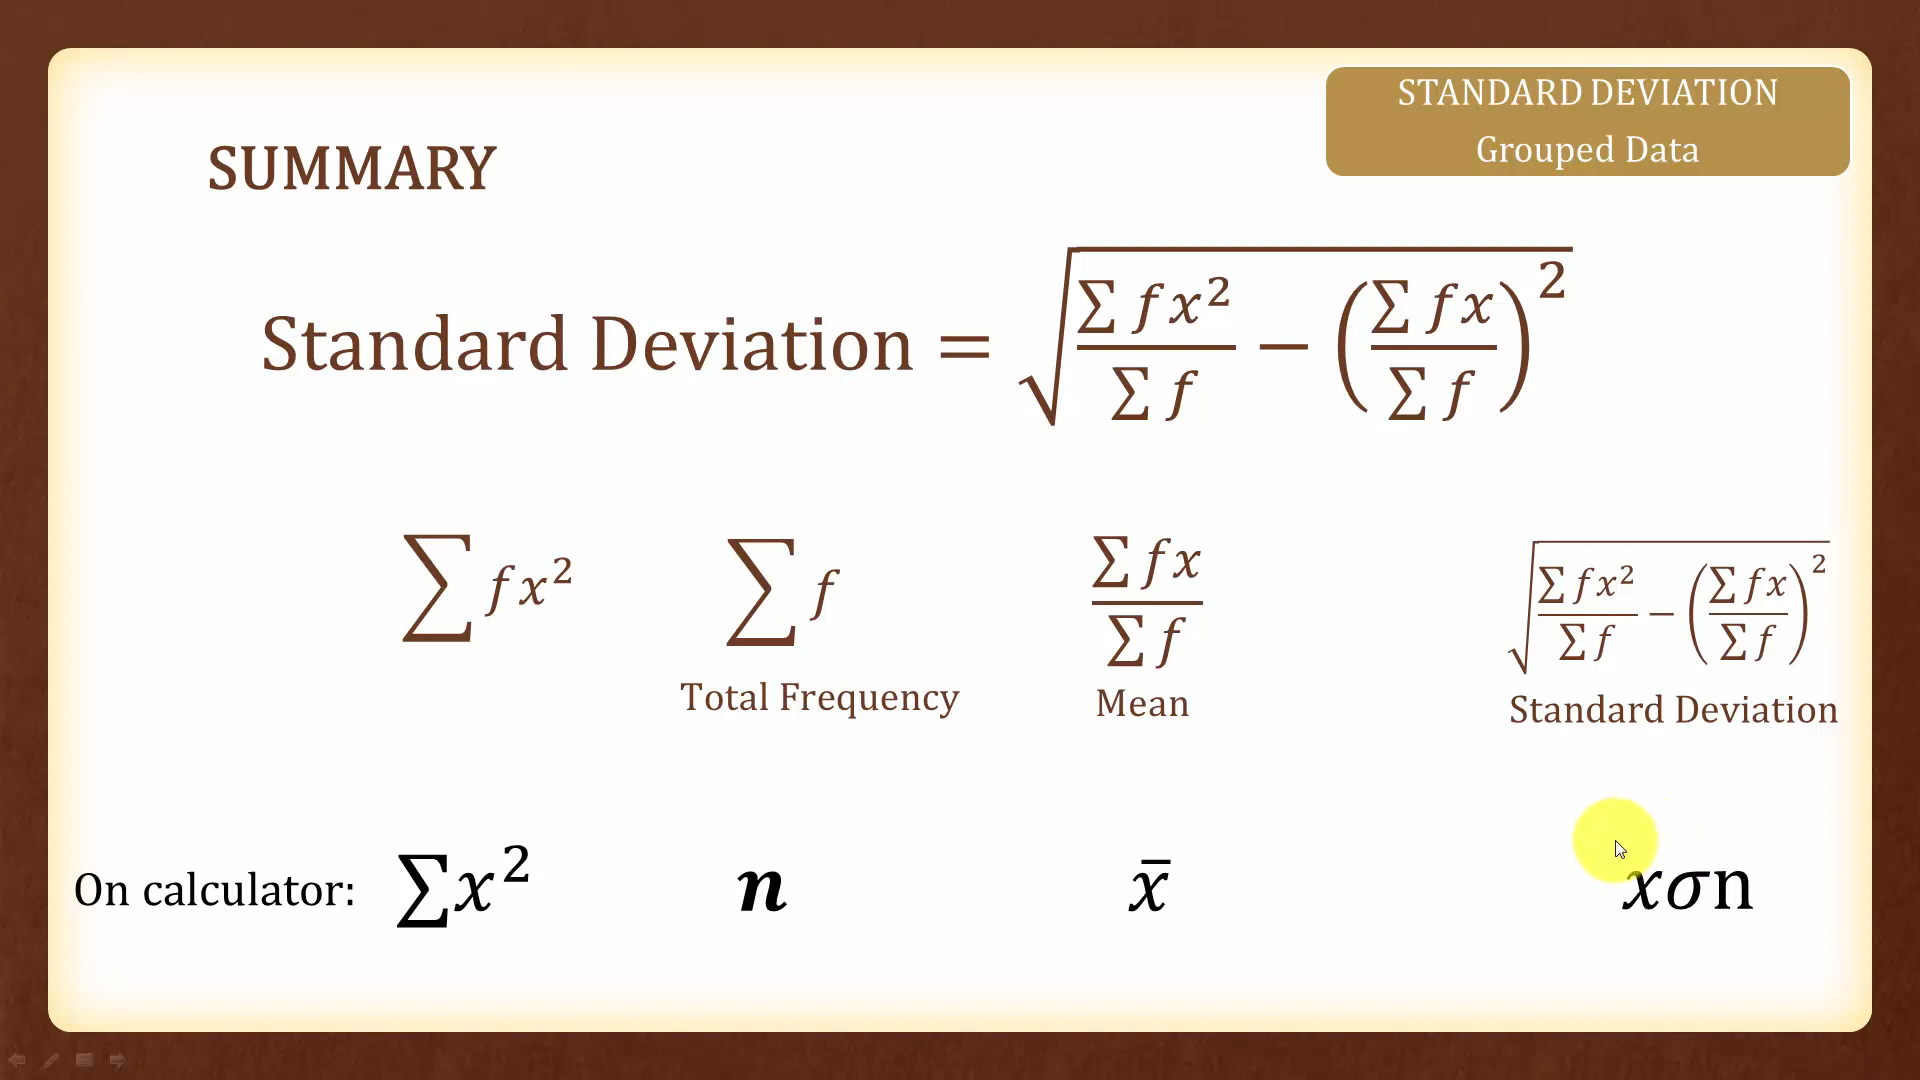 STANDARD DEVIATION
Grouped Data
SUMMARY
Standard Deviation = √(∑fx²/∑f − (∑fx/∑f)²)
∑fx² ∑f ∑fx/∑f √(∑fx²/∑f − (∑fx/∑f)²)
Total Frequency Mean Standard Deviation
On calculator: ∑x² n x̄ xσn